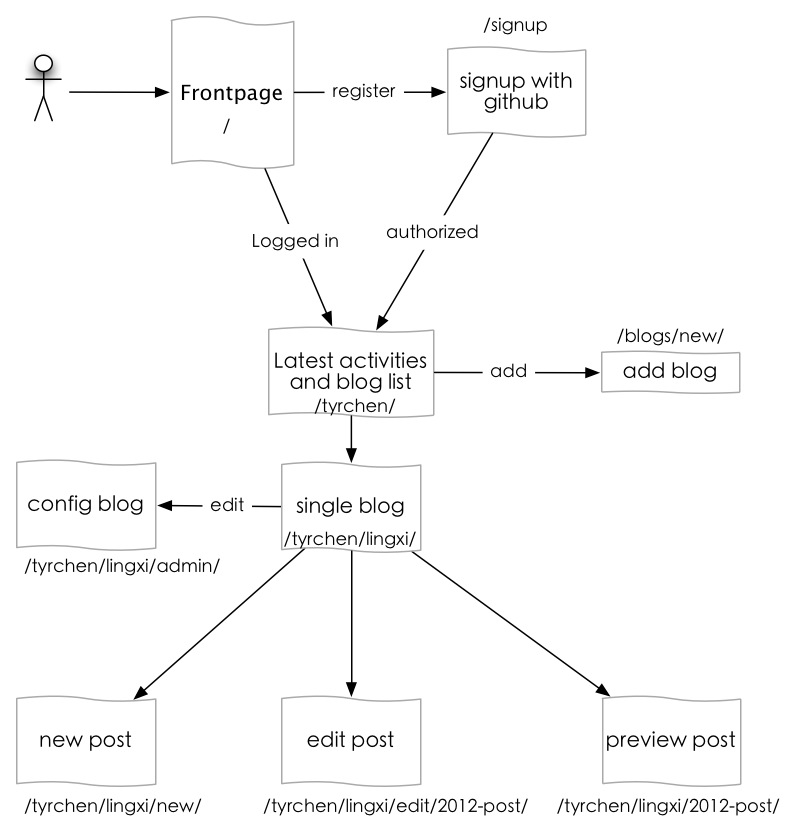 /signup
Frontpage
/
register
signup with
github
Logged in
authorized
Latest activities
and blog list
/tyrchen/
add
/blogs/new/
add blog
config blog
/tyrchen/lingxi/admin/
edit
single blog
/tyrchen/lingxi/
new post
/tyrchen/lingxi/new/
edit post
/tyrchen/lingxi/edit/2012-post/
preview post
/tyrchen/lingxi/2012-post/